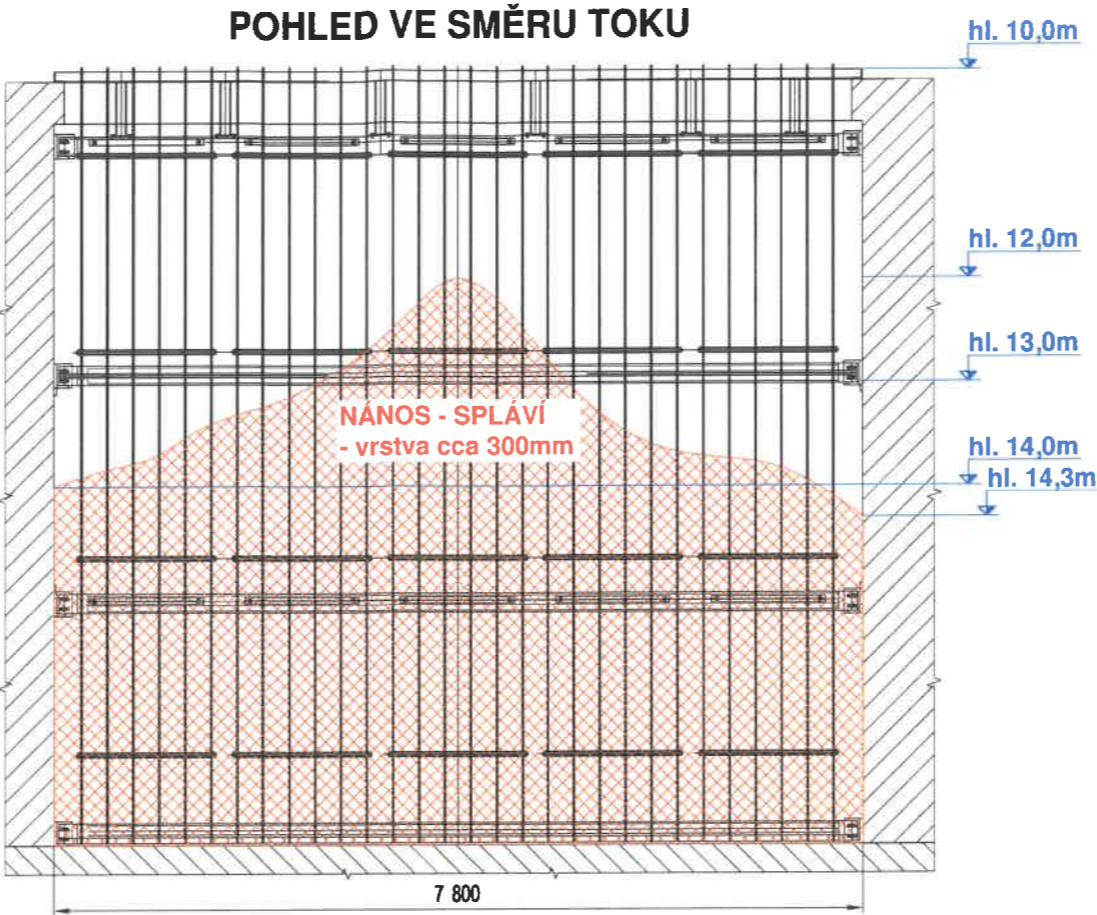 POHLED VE SMĚRU TOKU
hl. 10,0m
hl. 12,0m
hl. 13,0m
NÁNOS - SPLÁVÍ
- vrstva cca 300mm
hl. 14,0m
hl. 14,3m
7 800